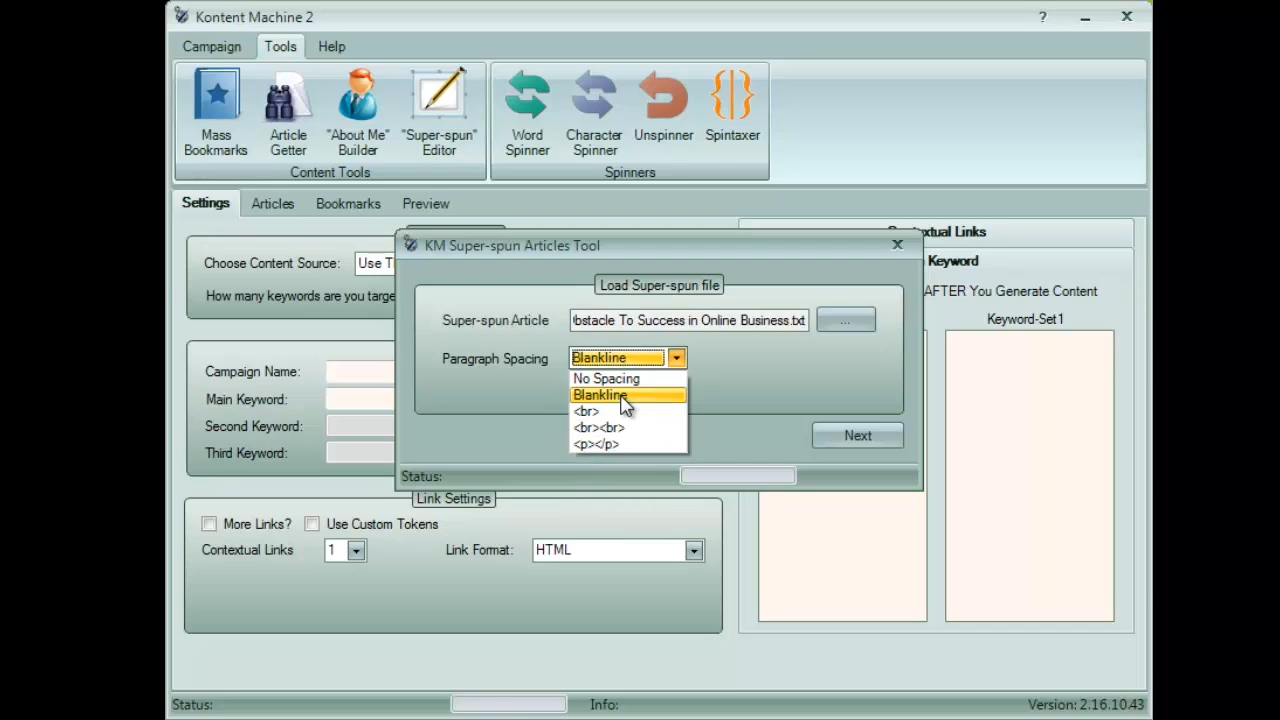 Kontent Machine 2
?
Campaign
Tools
Help
Mass Bookmarks
Article Getter
"About Me" Builder
"Super-spun" Editor
Content Tools
Word Spinner
Character Spinner
Unspinner
Spintaxer
Spinners
Settings
Articles
Bookmarks
Preview
Choose Content Source:
How many keywords are you
Campaign Name:
Main Keyword:
Second Keyword:
Third Keyword:
KM Super-spun Articles Tool
Load Super-spun file
Super-spun Article
To Success in Online Business.txt
...
Paragraph Spacing
Blankline
No Spacing
Blankline
<br>
<br><br>
<p></p>
Next
Status:
Links
Keyword
AFTER You Generate Content
Keyword-Set1
Link Settings
More Links?
Use Custom Tokens
Contextual Links
1
Link Format:
HTML
Status:
Info:
Version: 2.16.10.43